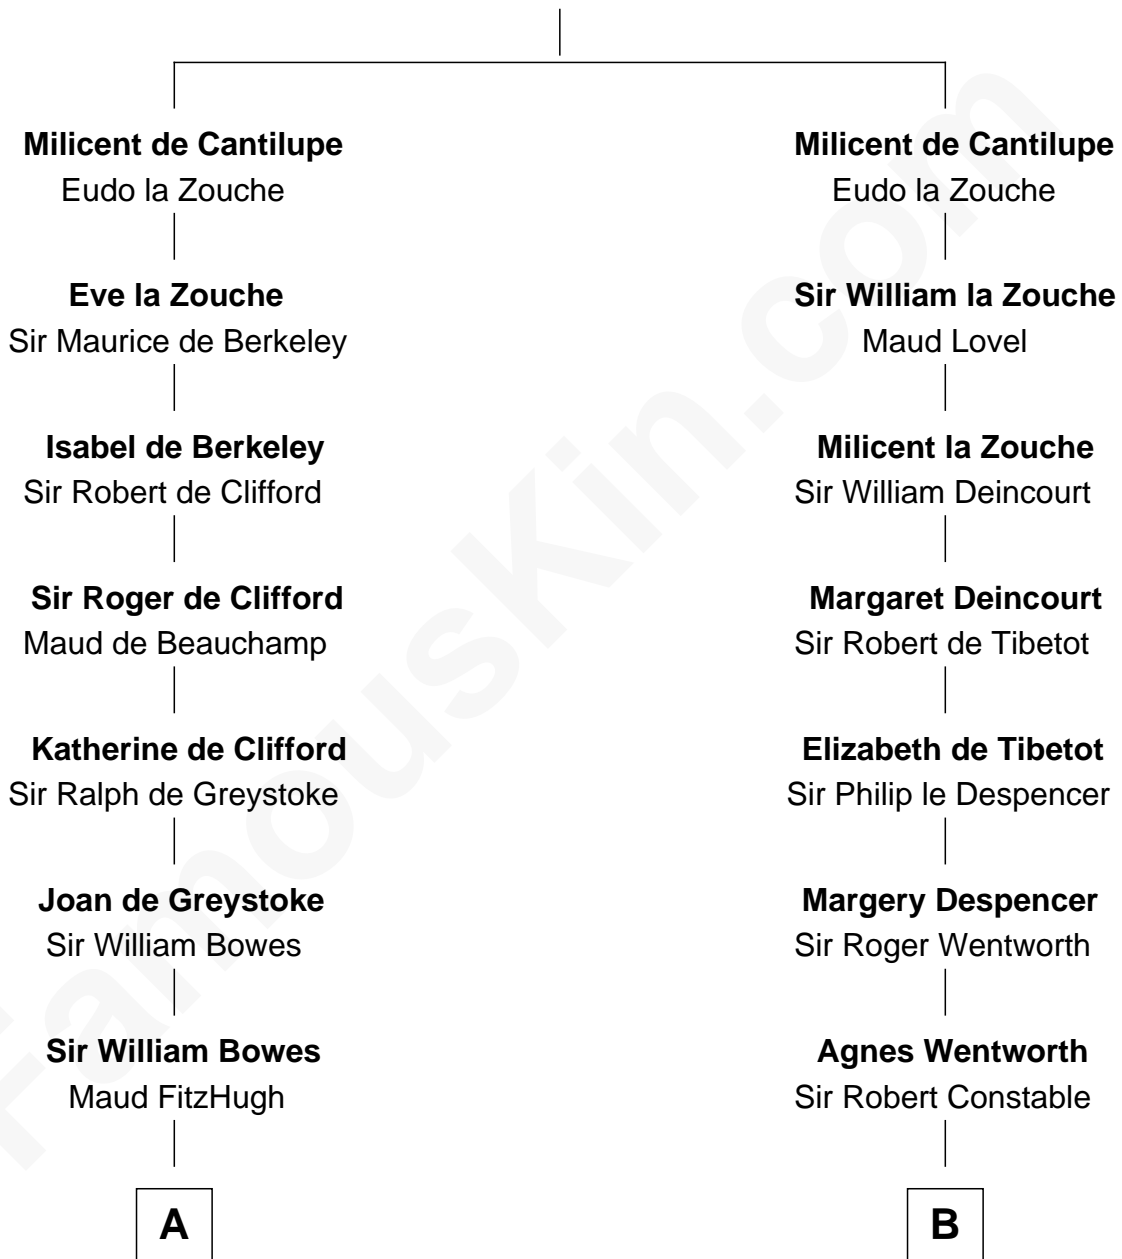 Milicent de Cantilupe
Eudo la Zouche
Eve la Zouche
Sir Maurice de Berkeley
Isabel de Berkeley
Sir Robert de Clifford
Sir Roger de Clifford
Maud de Beauchamp
Katherine de Clifford
Sir Ralph de Greystoke
Joan de Greystoke
Sir William Bowes
Sir William Bowes
Maud FitzHugh
A
Milicent de Cantilupe
Eudo la Zouche
Sir William la Zouche
Maud Lovel
Milicent la Zouche
Sir William Deincourt
Margaret Deincourt
Sir Robert de Tibetot
Elizabeth de Tibetot
Sir Philip le Despencer
Margery Despencer
Sir Roger Wentworth
Agnes Wentworth
Sir Robert Constable
B
FamousKin.com